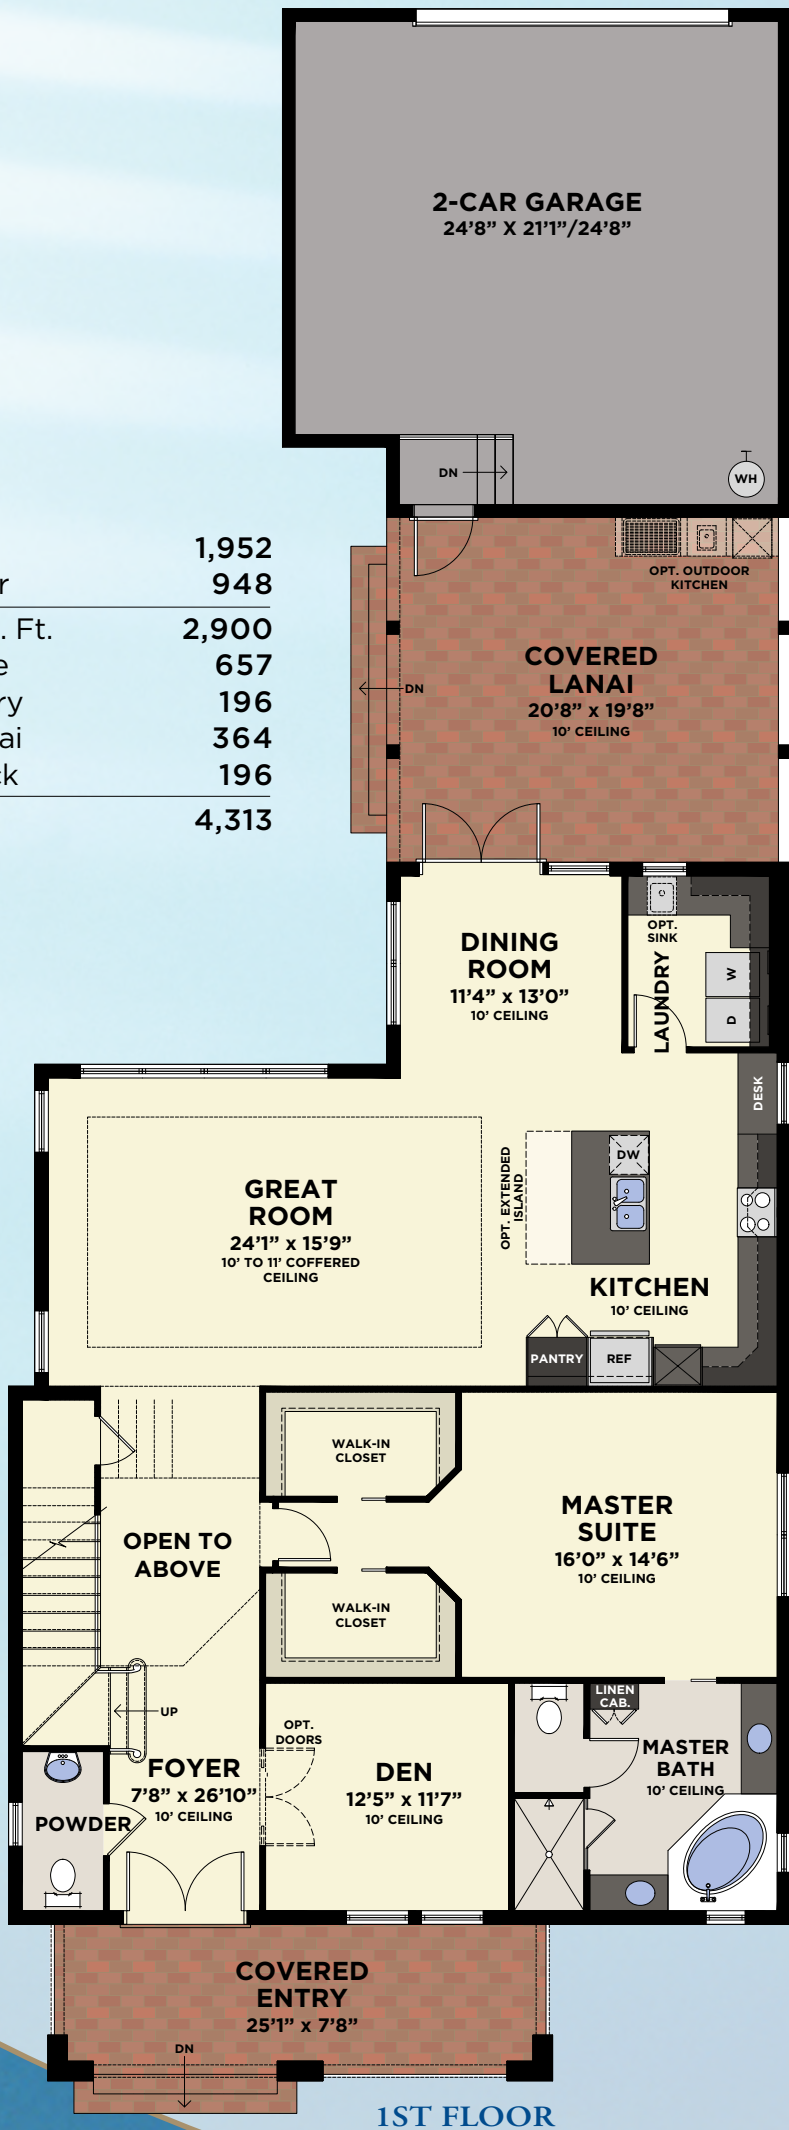 2-CAR GARAGE
24’8” X 21’1”/24’8”
DN
WH
1,952
r 948
. Ft. 2,900
e 657
ry 196
ai 364
ck 196
4,313
OPT. OUTDOOR
KITCHEN
COVERED
LANAI
20’8” x 19’8”
10’ CEILING
DN
DINING
ROOM
11’4” x 13’0”
10’ CEILING
OPT.
SINK
LAUNDRY
W
D
DESK
GREAT
ROOM
24’1” x 15’9”
10’ TO 11’ COFFERED
CEILING
OPT. EXTENDED
ISLAND
DW
KITCHEN
10’ CEILING
PANTRY
REF
WALK-IN
CLOSET
OPEN TO
ABOVE
MASTER
SUITE
16’0” x 14’6”
10’ CEILING
WALK-IN
CLOSET
UP
LINEN
CAB.
OPT.
DOORS
FOYER
7’8” x 26’10”
10’ CEILING
DEN
12’5” x 11’7”
10’ CEILING
MASTER
BATH
10’ CEILING
POWDER
COVERED
ENTRY
25’1” x 7’8”
DN
1ST FLOOR